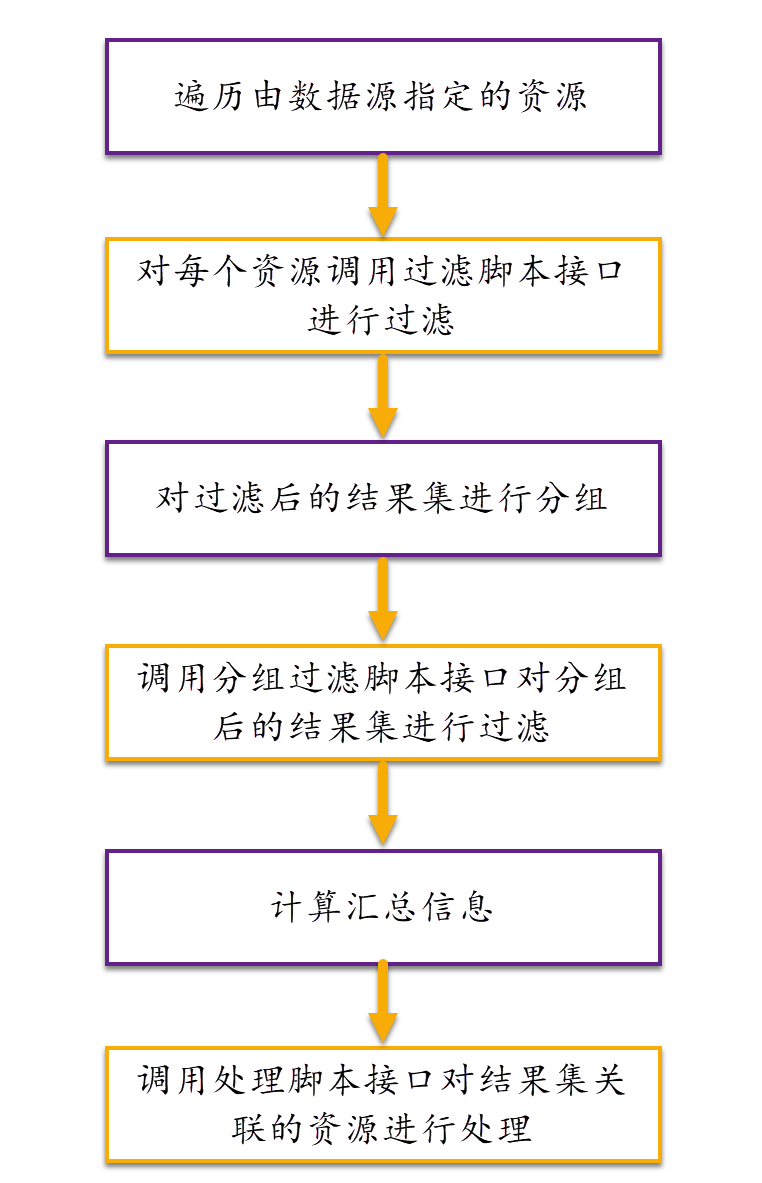 遍历由数据源指定的资源
对每个资源调用过滤脚本接口
进行过滤
对过滤后的结果集进行分组
调用分组过滤脚本接口对分组
后的结果集进行过滤
计算汇总信息
调用处理脚本接口对结果集关
联的资源进行处理